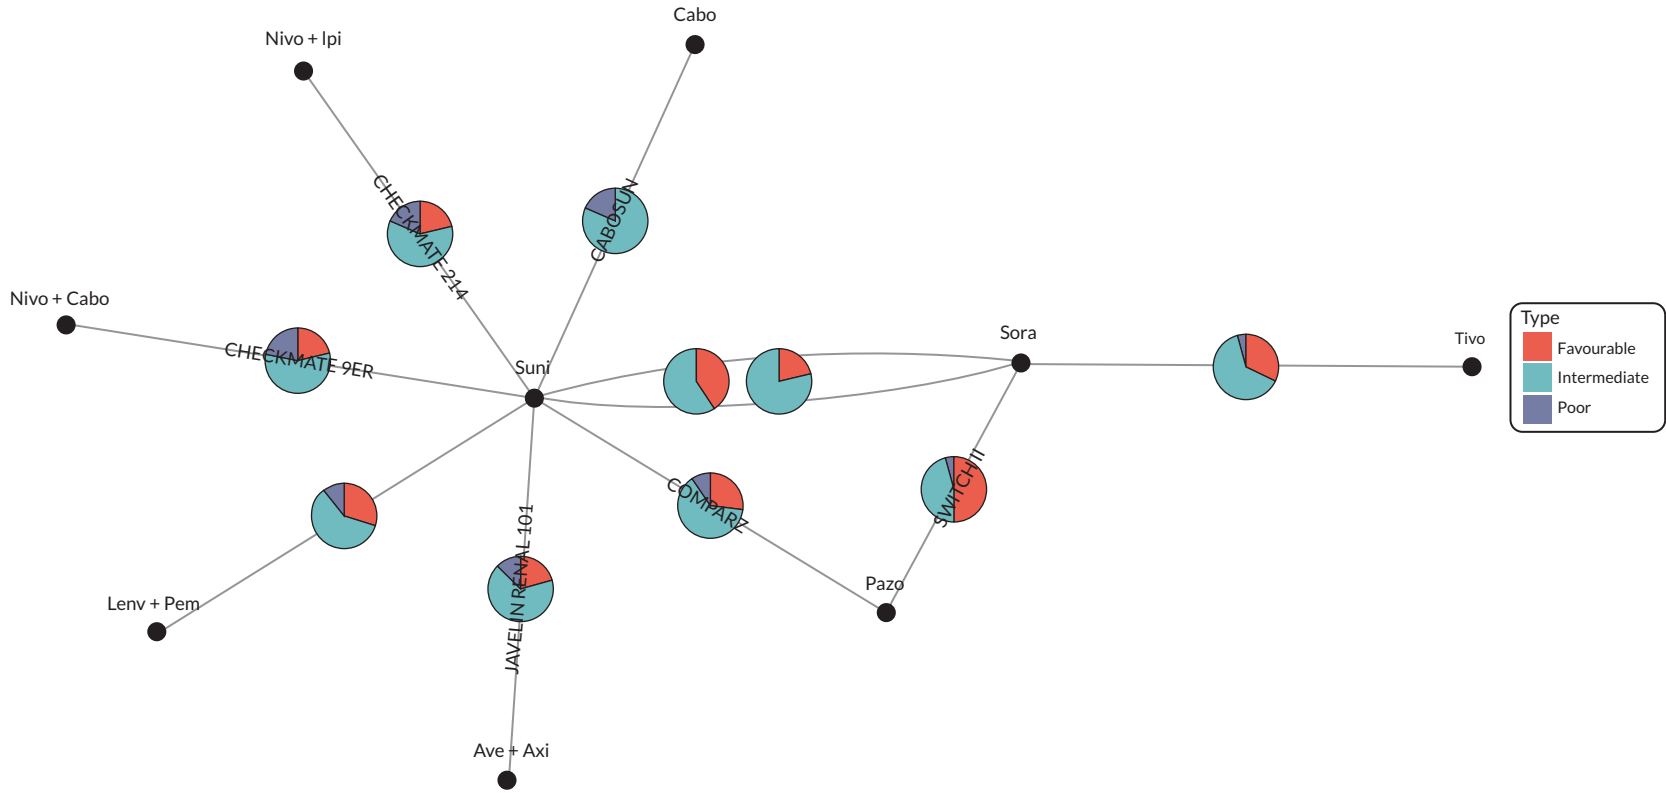 Cabo
Nivo + Ipi
CHECKMATE 214
CABOSUN
Nivo + Cabo
CHECKMATE 9ER
Suni
Sora
Tivo
Type
Favourable
Intermediate
Poor
COMPARZ
SWITCH II
JAVELIN RENAL 101
Pazo
Lenv + Pem
Ave + Axi